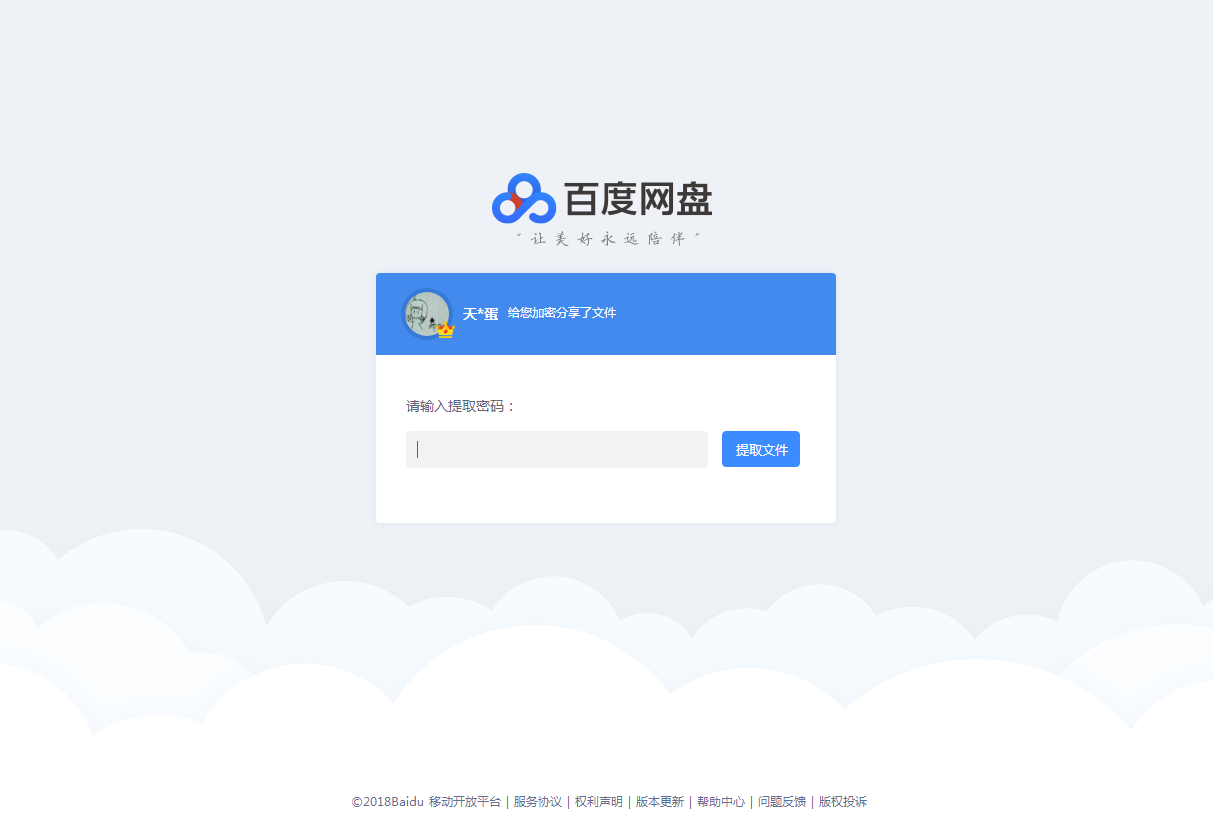 百度网盘
“让美好永远陪伴”
天*蛋 给您加密分享了文件
请输入提取密码：
提取文件
©2018Baidu 移动开放平台 | 服务协议 | 权利声明 | 版本更新 | 帮助中心 | 问题反馈 | 版权投诉